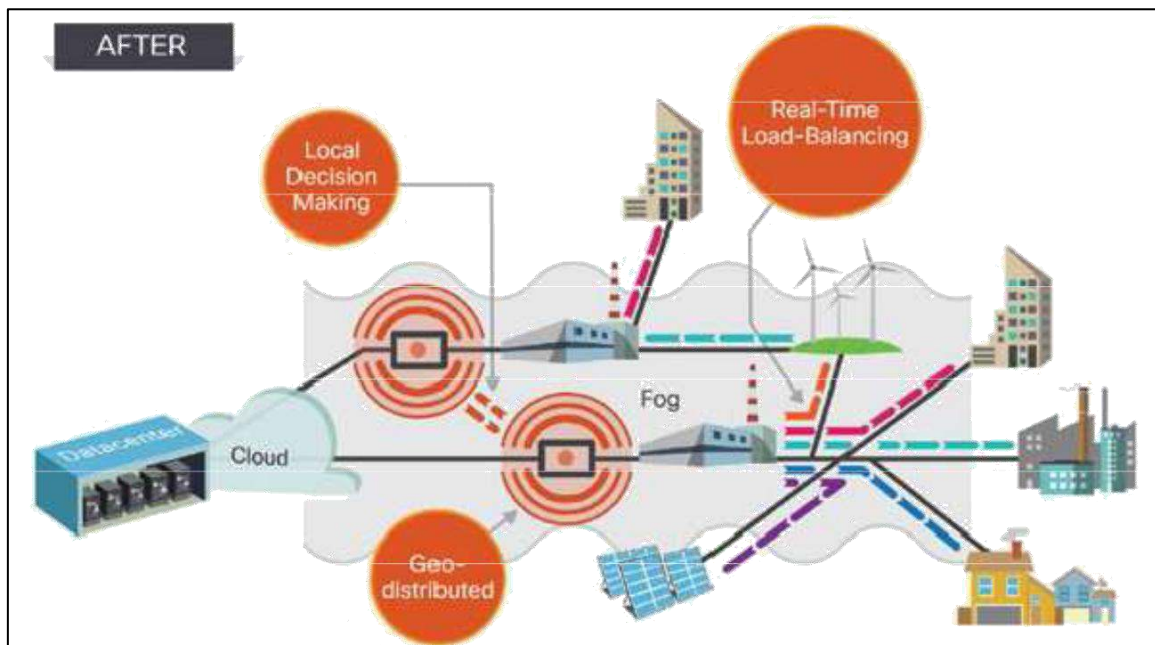 AFTER
Real-Time
Load-Balancing
Local
Decision
Making
Fog
Datacenter
Cloud
Geo-
distributed